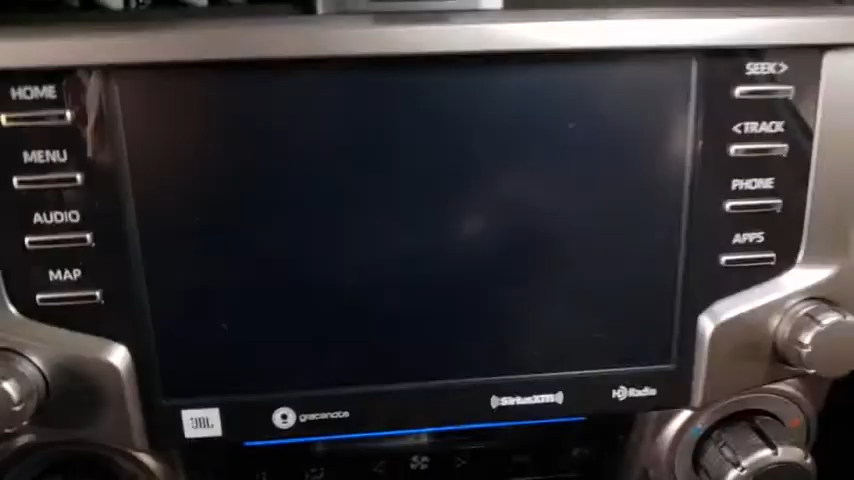 HOME
MENU
AUDIO
MAP
SEEK >
< TRACK
PHONE
APPS
JBL
gracenote
SiriusXM
HD Radio